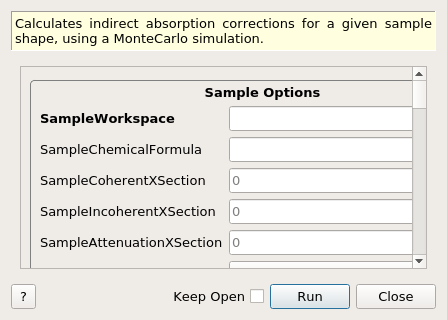 Calculates indirect absorption corrections for a given sample
shape, using a MonteCarlo simulation.
Sample Options
SampleWorkspace
SampleChemicalFormula
SampleCoherentXSection 0
SampleIncoherentXSection 0
SampleAttenuationXSection 0
? Keep Open Run Close